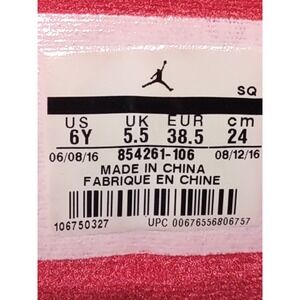 SQ
US UK EUR cm
6Y 5.5 38.5 24
06/08/16 854261-106 08/12/16
MADE IN CHINA
FABRIQUE EN CHINE
106750327 UPC 00676556806757